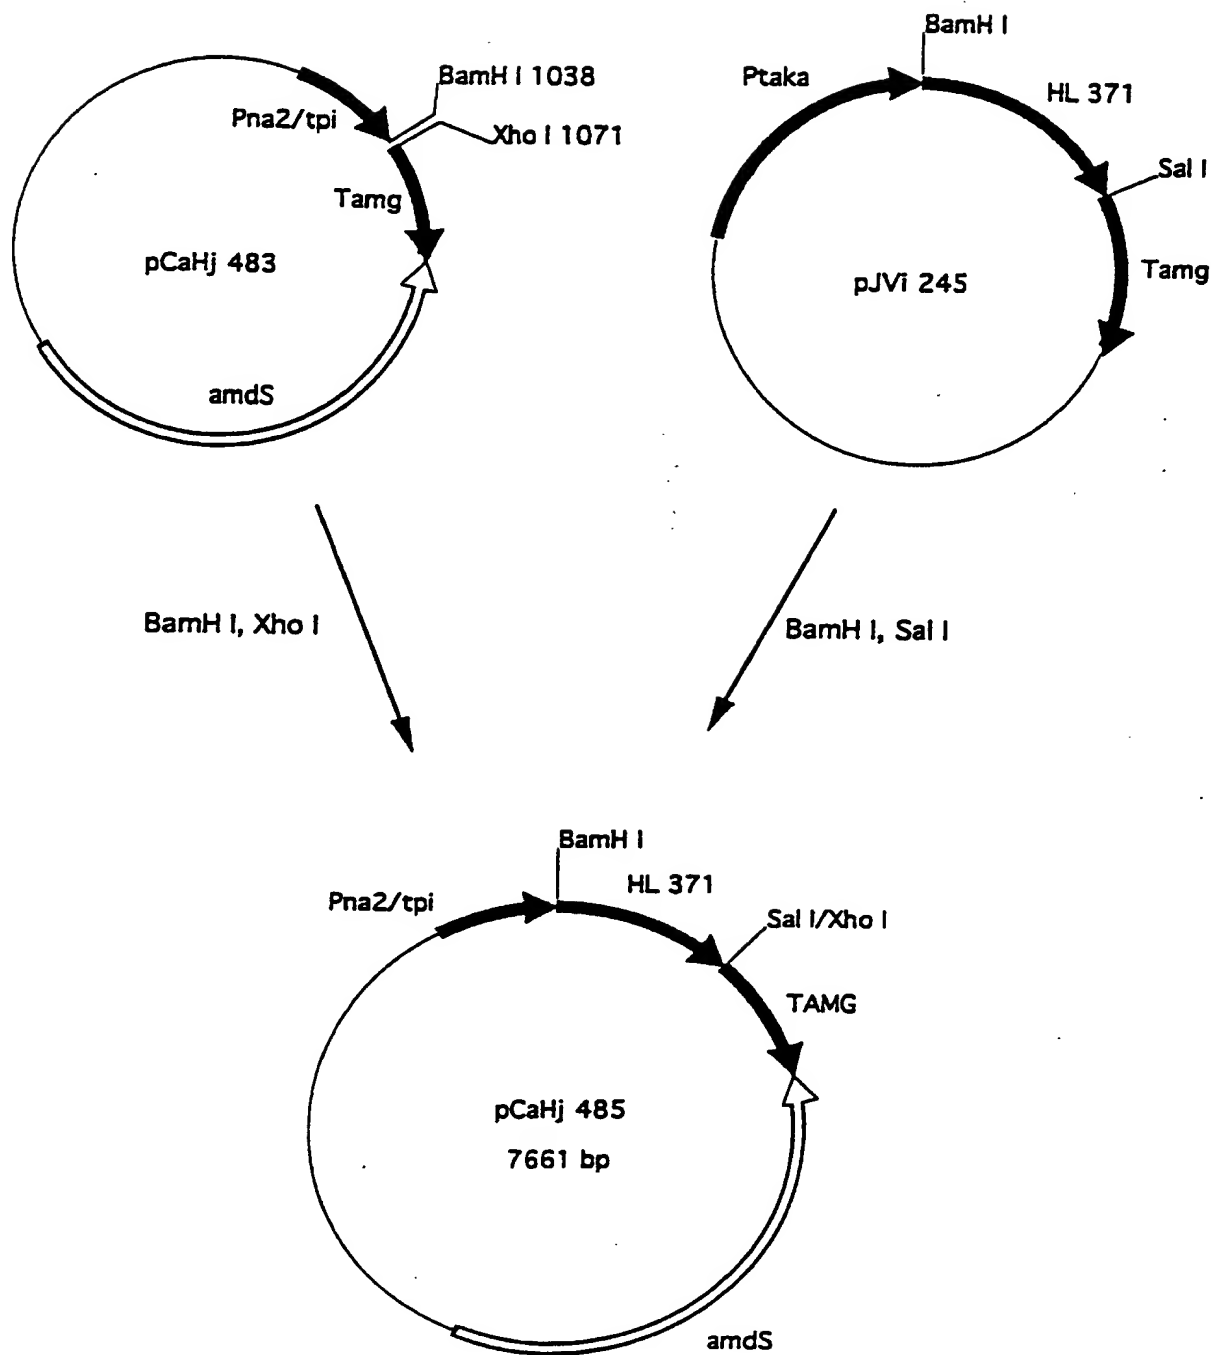 BamH I
Ptaka
HL 371
BamH I 1038
Pna2/tpi
Xho I 1071
Sal I
Tamg
pCaHj 483
pJVi 245
Tamg
amdS
BamH I, Xho I
BamH I, Sal I
BamH I
HL 371
Pna2/tpi
Sal I/Xho I
TAMG
pCaHj 485
7661 bp
amdS